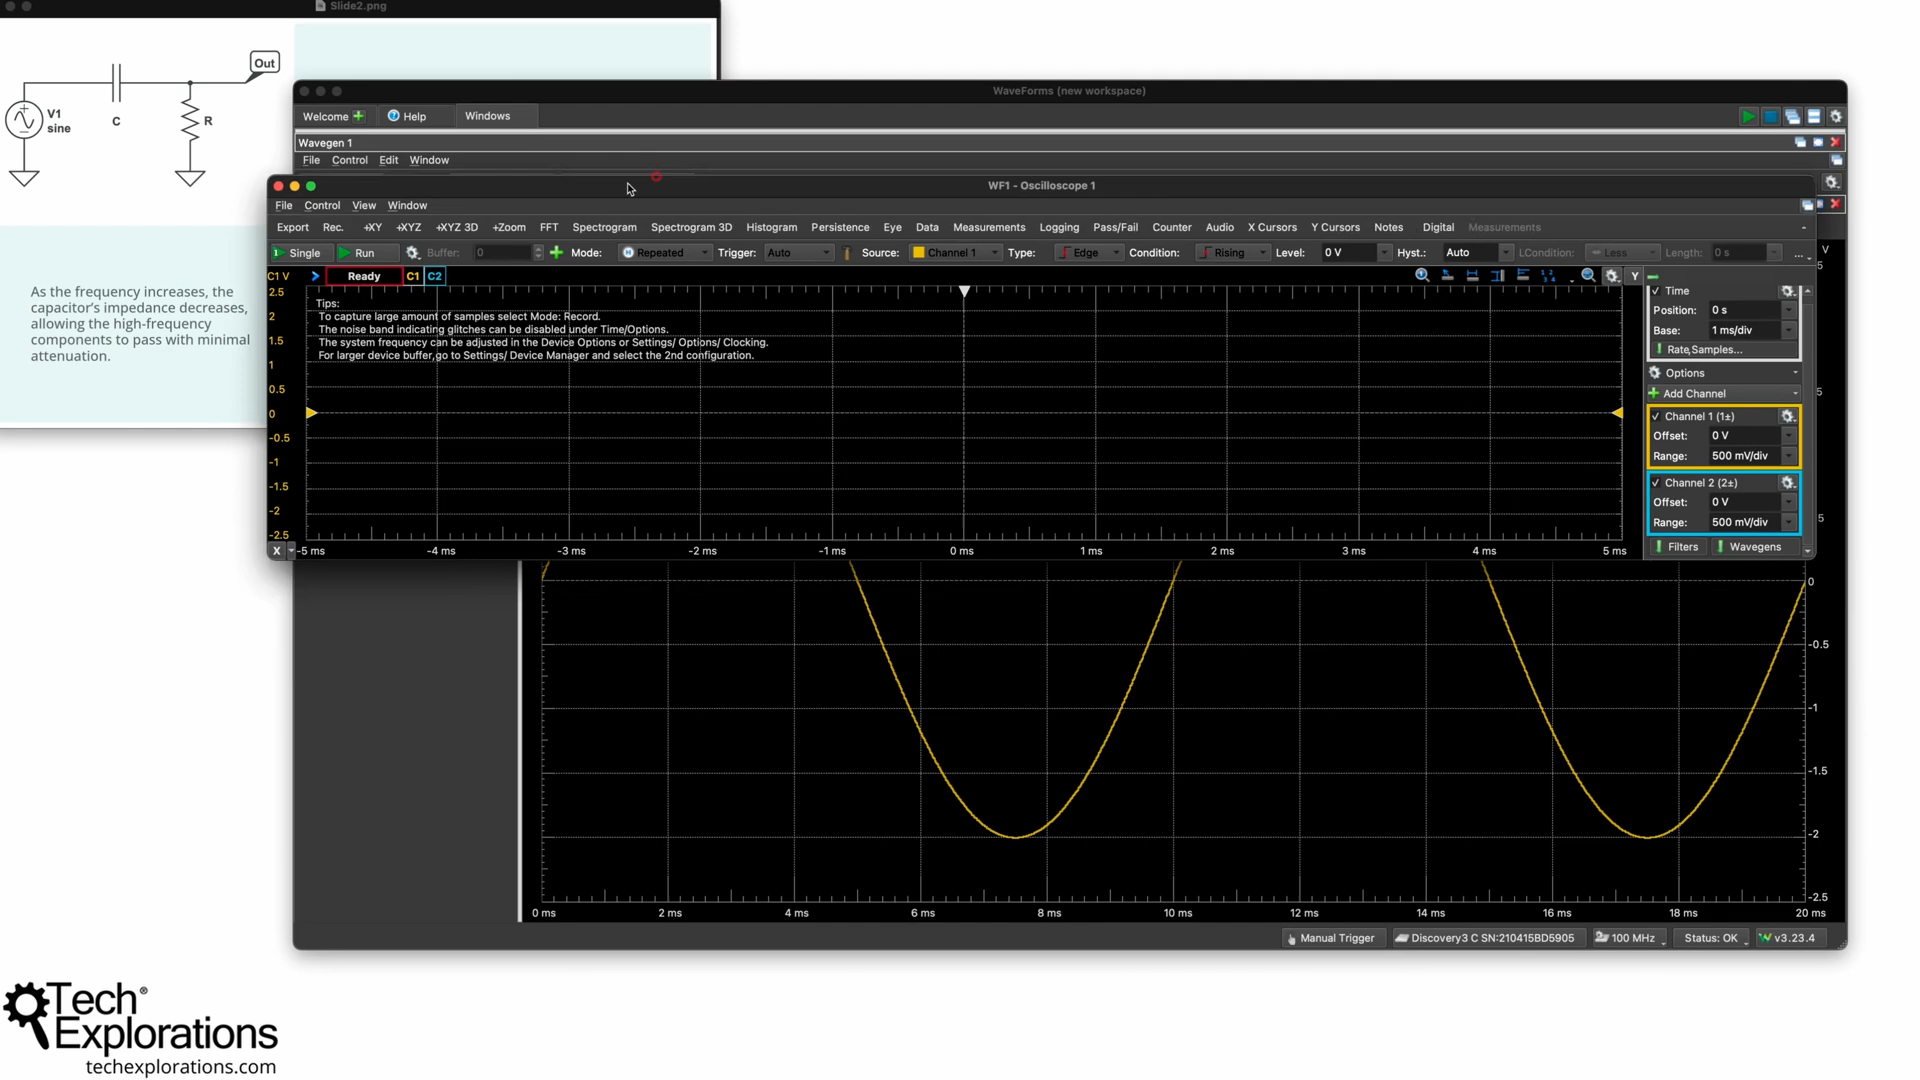 Slide2.png
Out
V1
sine
C
R
As the frequency increases, the
capacitor's impedance decreases,
allowing the high-frequency
components to pass with minimal
attenuation.
WaveForms (new workspace)
Welcome Help Windows
Wavegen 1
File Control Edit Window
WF1 - Oscilloscope 1
File Control View Window
Export Rec. +XY +XYZ +XYZ 3D +Zoom FFT Spectrogram Spectrogram 3D Histogram Persistence Eye Data Measurements Logging Pass/Fail Counter Audio X Cursors Y Cursors Notes Digital Measurements
Single Run Buffer: 0 Mode: Repeated Trigger: Auto Source: Channel 1 Type: Edge Condition: Rising Level: 0 V Hyst.: Auto LCondition: Less Length: 0 s ...
C1 V Ready C1 C2 Y
2.5
2
1.5
1
0.5
0
-0.5
-1
-1.5
-2
-2.5
Tips:
To capture large amount of samples select Mode: Record.
The noise band indicating glitches can be disabled under Time/Options.
The system frequency can be adjusted in the Device Options or Settings/ Options/ Clocking.
For larger device buffer,go to Settings/ Device Manager and select the 2nd configuration.
X -5 ms -4 ms -3 ms -2 ms -1 ms 0 ms 1 ms 2 ms 3 ms 4 ms 5 ms
Time
Position: 0 s
Base: 1 ms/div
Rate,Samples...
Options
Add Channel
Channel 1 (1±)
Offset: 0 V
Range: 500 mV/div
Channel 2 (2±)
Offset: 0 V
Range: 500 mV/div
Filters Wavegens
V
5
5
5
0
-0.5
-1
-1.5
-2
-2.5
0 ms 2 ms 4 ms 6 ms 8 ms 10 ms 12 ms 14 ms 16 ms 18 ms 20 ms
Manual Trigger Discovery3 C SN:210415BD5905 100 MHz Status: OK v3.23.4
Tech®
Explorations
techexplorations.com